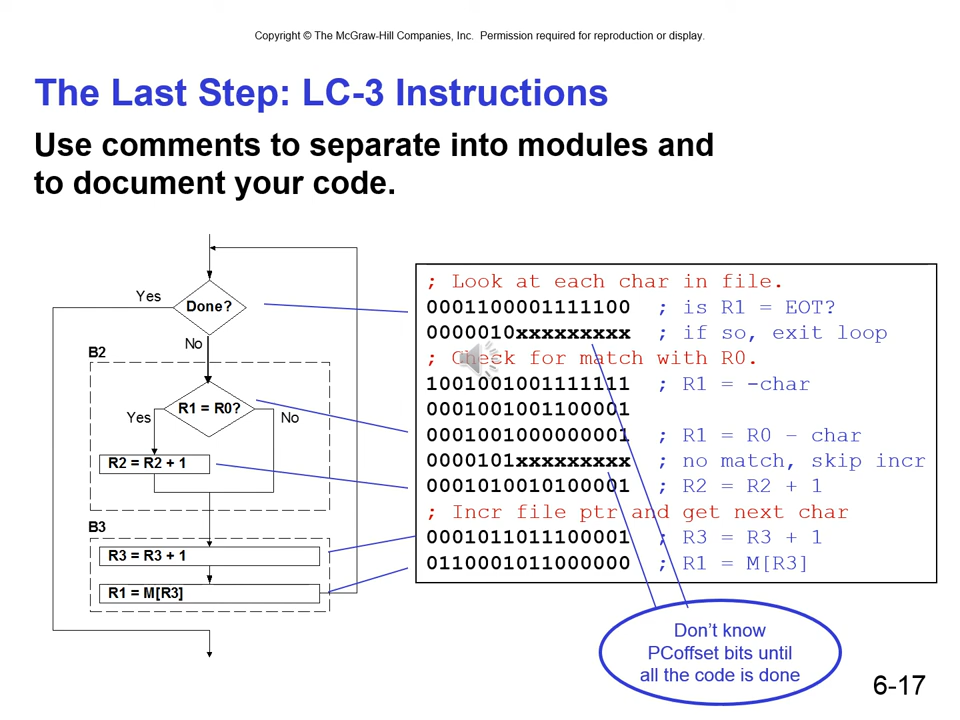 Copyright © The McGraw-Hill Companies, Inc. Permission required for reproduction or display.
The Last Step: LC-3 Instructions
Use comments to separate into modules and
to document your code.
Yes
Done?
No
B2
Yes
R1 = R0?
No
R2 = R2 + 1
B3
R3 = R3 + 1
R1 = M[R3]
; Look at each char in file.
0001100001111100 ; is R1 = EOT?
0000010xxxxxxxxx ; if so, exit loop
; Check for match with R0.
1001001001111111 ; R1 = -char
0001001001100001
0001001000000001 ; R1 = R0 – char
0000101xxxxxxxxx ; no match, skip incr
0001010010100001 ; R2 = R2 + 1
; Incr file ptr and get next char
0001011011100001 ; R3 = R3 + 1
0110001011000000 ; R1 = M[R3]
Don’t know
PCoffset bits until
all the code is done
6-17